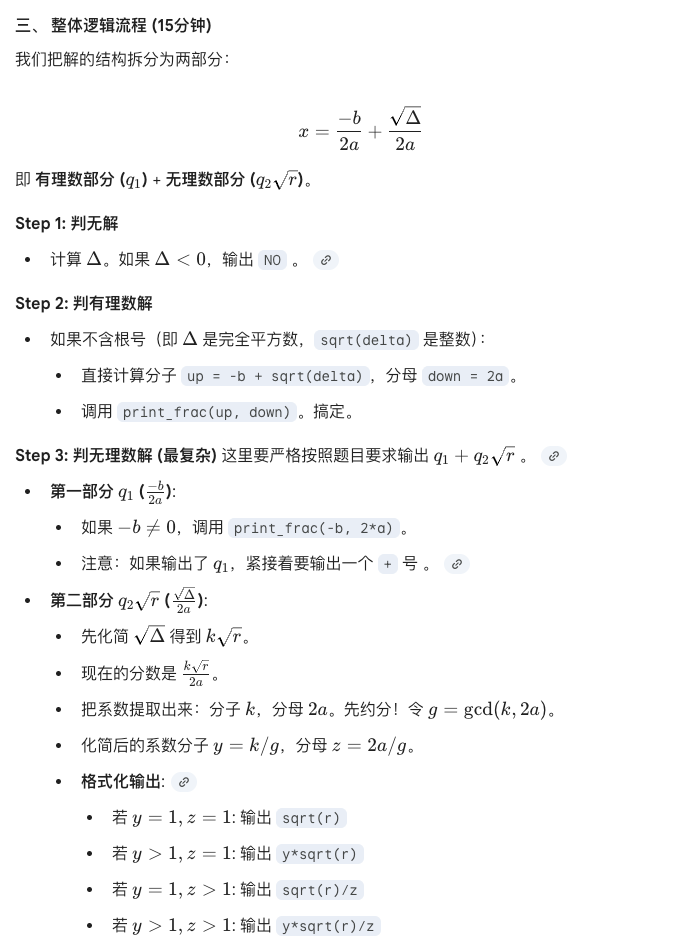 三、 整体逻辑流程 (15分钟)
我们把解的结构拆分为两部分：
x = \frac{-b}{2a} + \frac{\sqrt{\Delta}}{2a}
即 有理数部分 (q₁) + 无理数部分 (q₂√r)。
Step 1: 判无解
• 计算 Δ。如果 Δ < 0，输出 NO 。
Step 2: 判有理数解
• 如果不含根号（即 Δ 是完全平方数， sqrt(delta) 是整数）：
• 直接计算分子 up = -b + sqrt(delta)，分母 down = 2a。
• 调用 print_frac(up, down)。搞定。
Step 3: 判无理数解 (最复杂) 这里要严格按照题目要求输出 q₁ + q₂√r 。
• 第一部分 q₁ (\frac{-b}{2a}):
• 如果 −b ≠ 0，调用 print_frac(-b, 2*a)。
• 注意：如果输出了 q₁，紧接着要输出一个 + 号 。
• 第二部分 q₂√r (\frac{\sqrt{\Delta}}{2a}):
• 先化简 √Δ 得到 k√r。
• 现在的分数是 \frac{k\sqrt{r}}{2a}。
• 把系数提取出来：分子 k，分母 2a。先约分！令 g = gcd(k, 2a)。
• 化简后的系数分子 y = k/g，分母 z = 2a/g。
• 格式化输出:
• 若 y = 1, z = 1: 输出 sqrt(r)
• 若 y > 1, z = 1: 输出 y*sqrt(r)
• 若 y = 1, z > 1: 输出 sqrt(r)/z
• 若 y > 1, z > 1: 输出 y*sqrt(r)/z